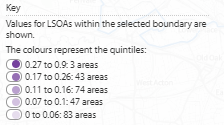 Key
Values for LSOAs within the selected boundary are
shown.
The colours represent the quintiles:
0.27 to 0.9: 3 areas
0.17 to 0.26: 43 areas
0.11 to 0.16: 74 areas
0.07 to 0.1: 47 areas
0 to 0.06: 83 areas